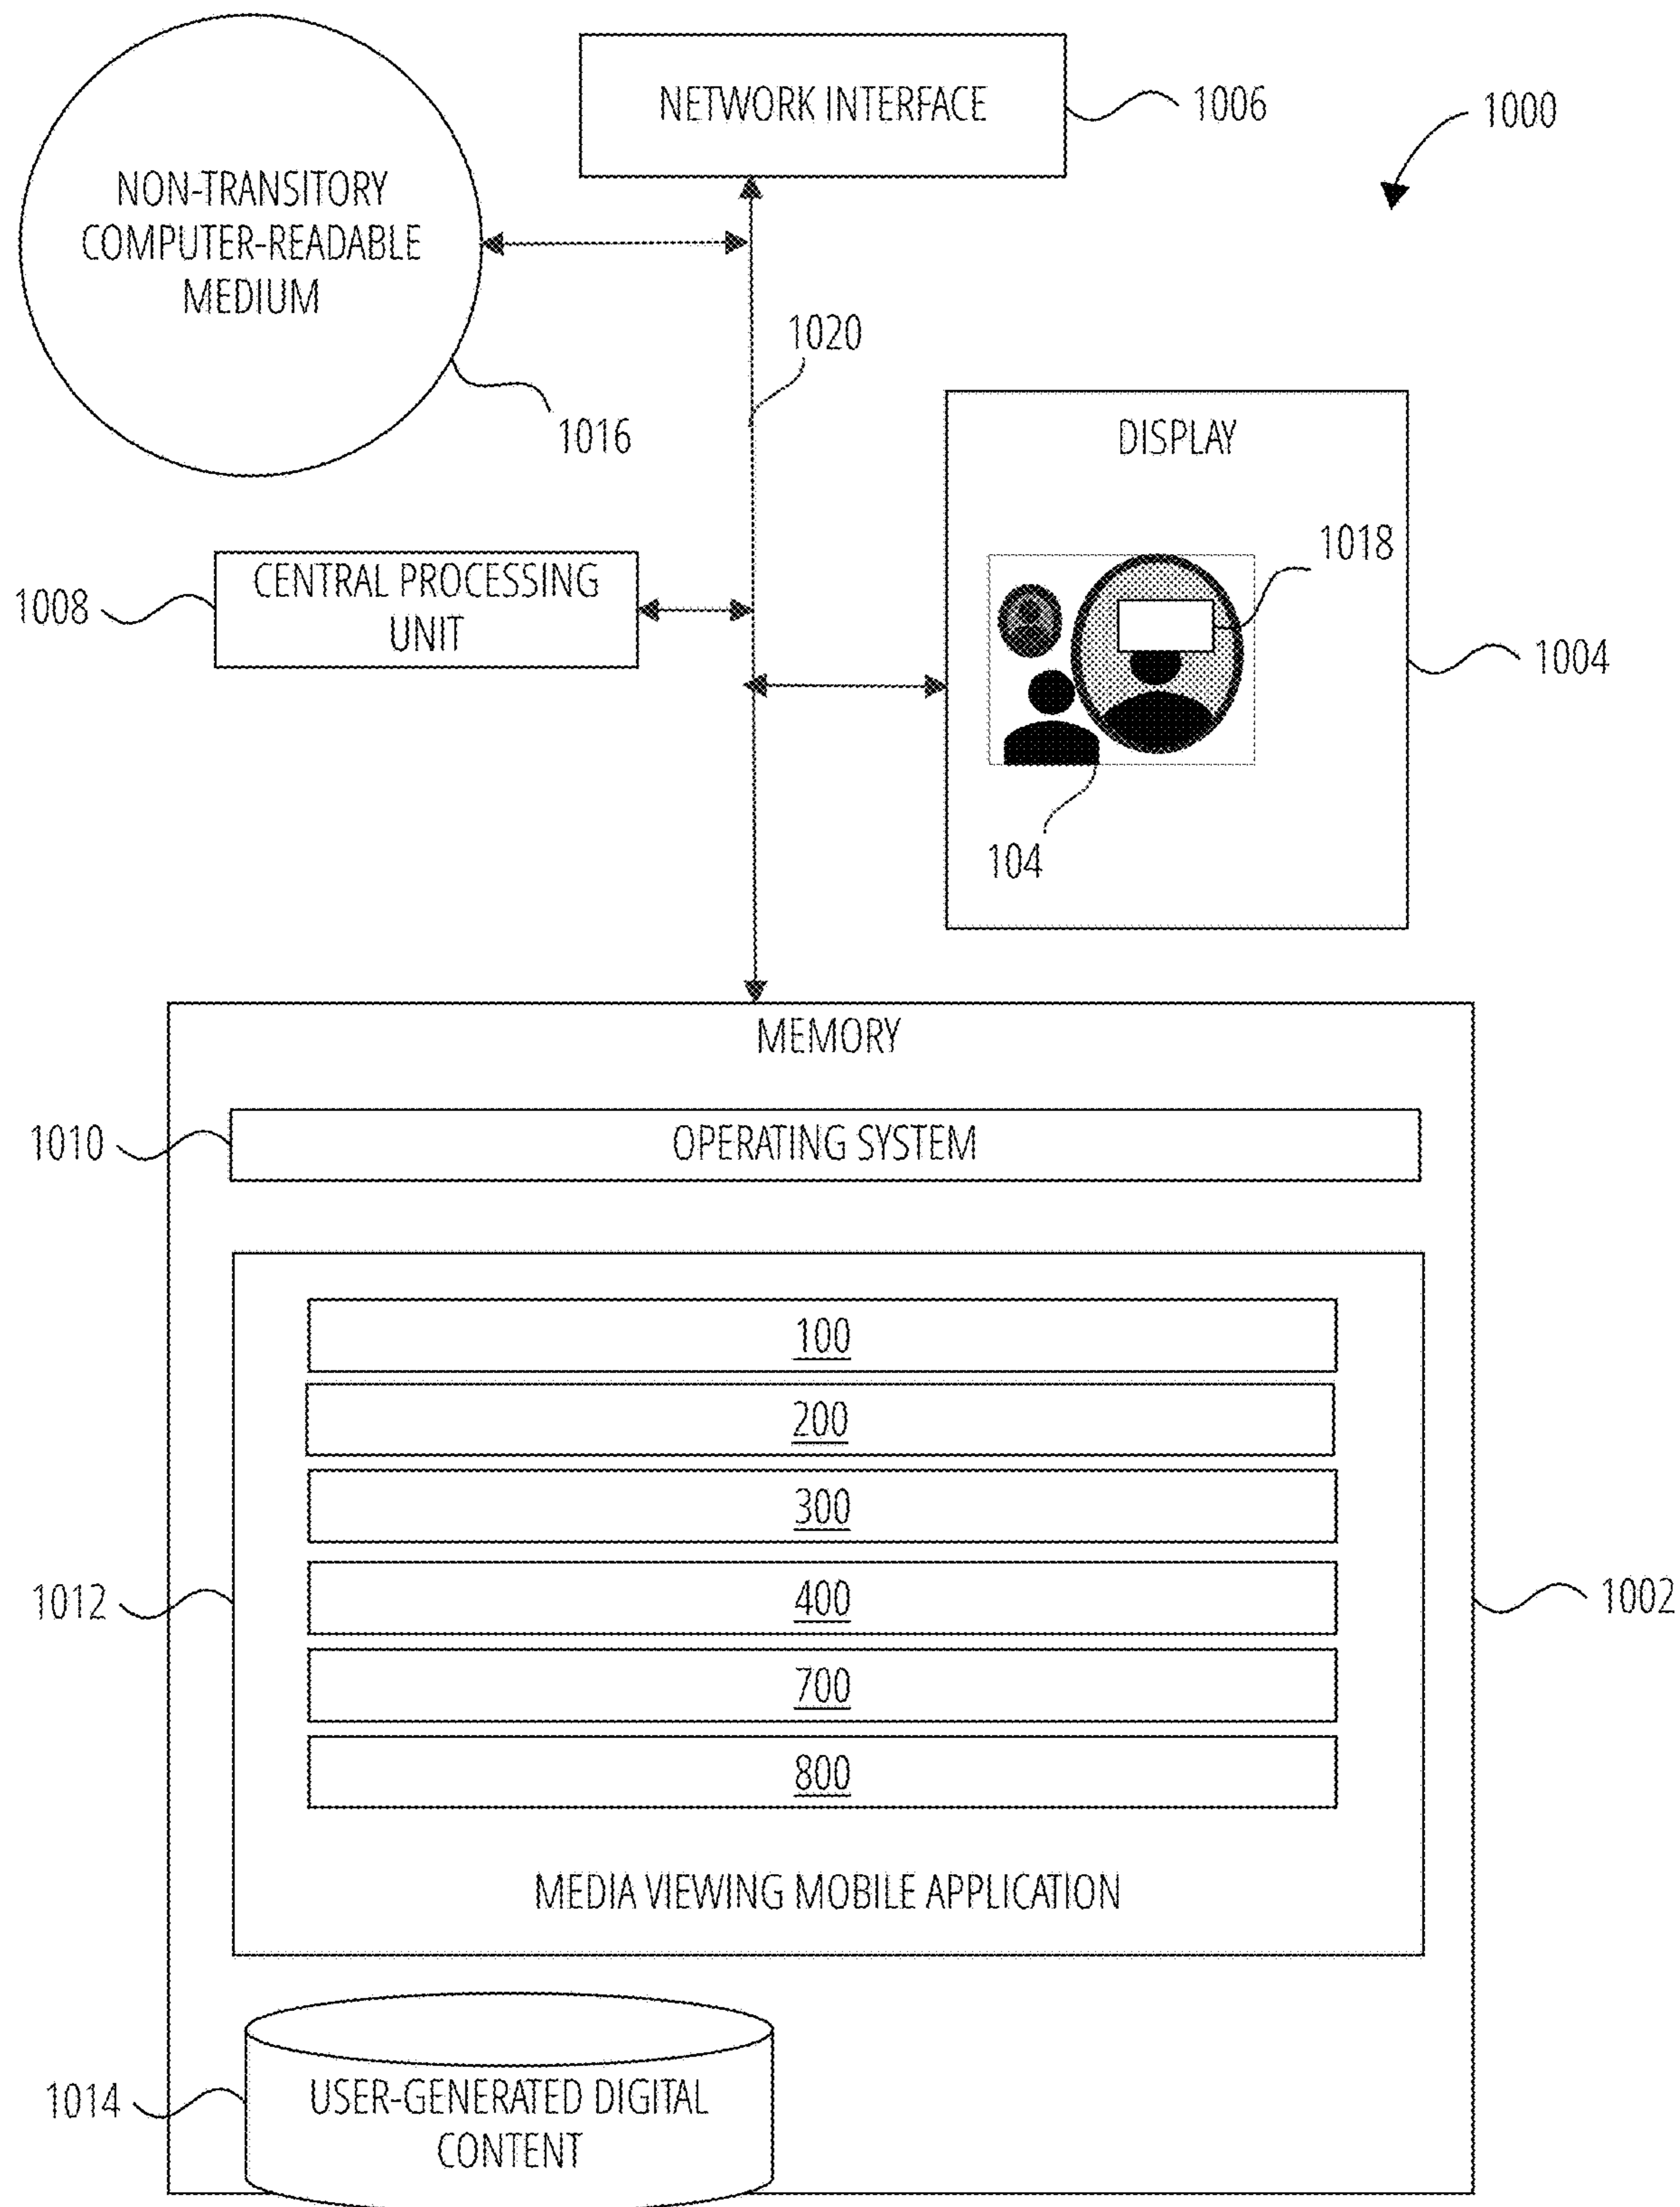 NETWORK INTERFACE
1006
1000
NON-TRANSITORY
COMPUTER-READABLE
MEDIUM
1016
1020
DISPLAY
1018
1004
104
CENTRAL PROCESSING
UNIT
1008
MEMORY
1010
OPERATING SYSTEM
100
200
300
400
700
800
1012
1002
MEDIA VIEWING MOBILE APPLICATION
1014
USER-GENERATED DIGITAL
CONTENT